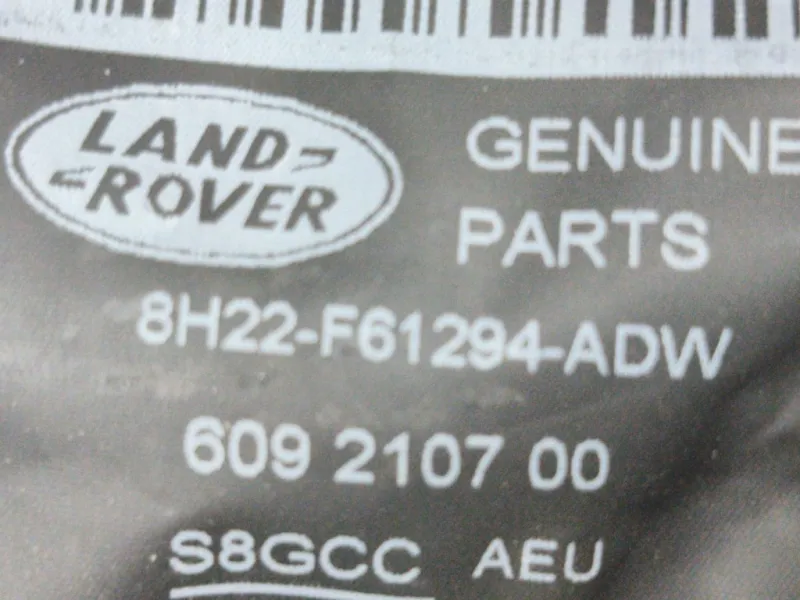 LAND ROVER
GENUINE
PARTS
8H22-F61294-ADW
609 2107 00
S8GCC AEU